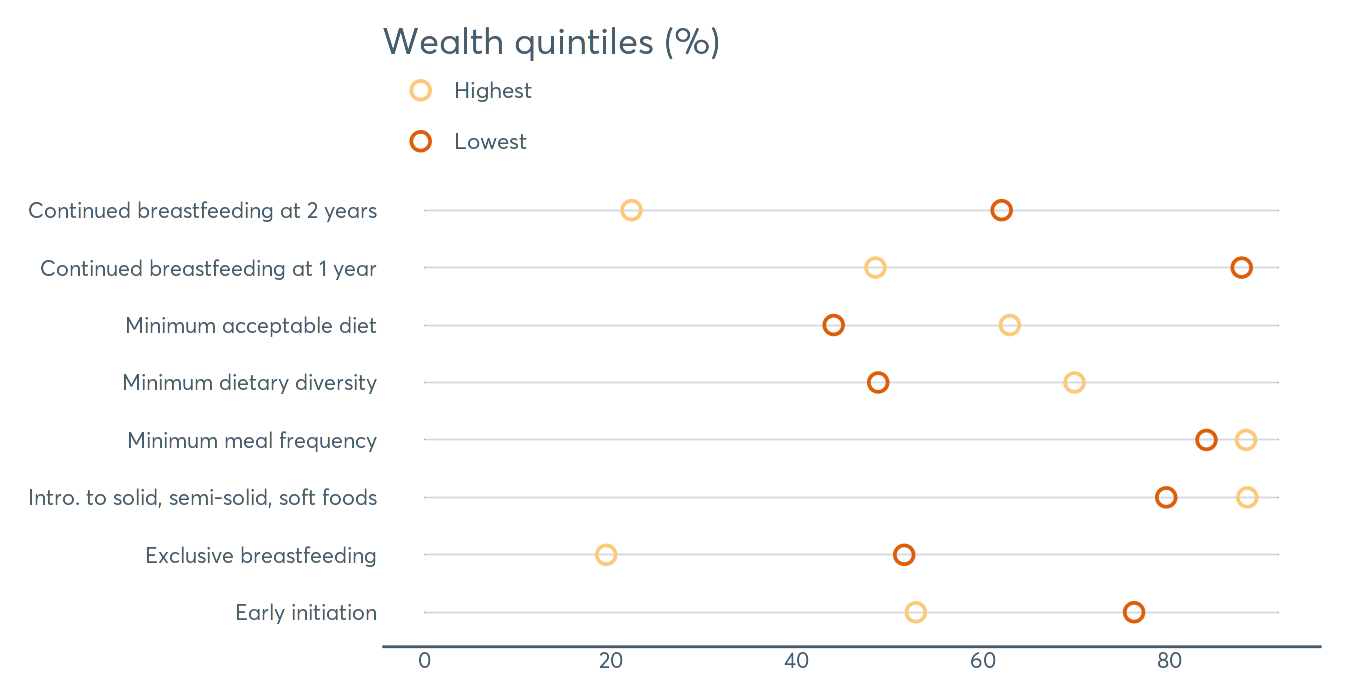 Wealth quintiles (%)
Highest
Lowest
Continued breastfeeding at 2 years
Continued breastfeeding at 1 year
Minimum acceptable diet
Minimum dietary diversity
Minimum meal frequency
Intro. to solid, semi-solid, soft foods
Exclusive breastfeeding
Early initiation
0 20 40 60 80